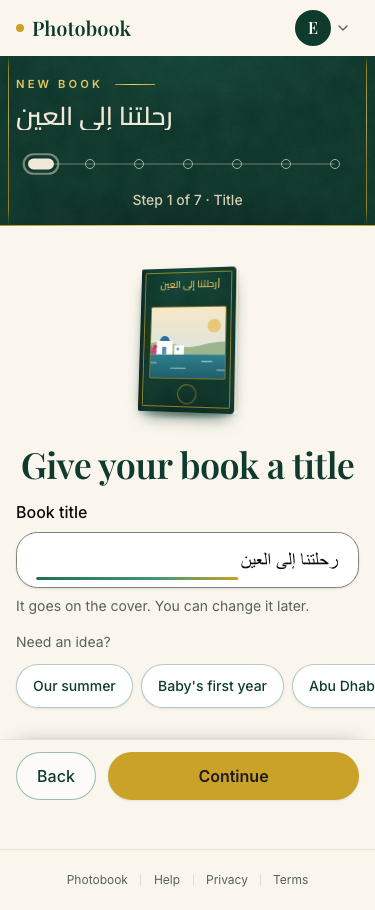 Photobook
E
NEW BOOK
رحلتنا إلى العين
Step 1 of 7 · Title
رحلتنا إلى العين
Give your book a title
Book title
رحلتنا إلى العين
It goes on the cover. You can change it later.
Need an idea?
Our summer
Baby's first year
Abu Dhab
Back
Continue
Photobook
Help
Privacy
Terms